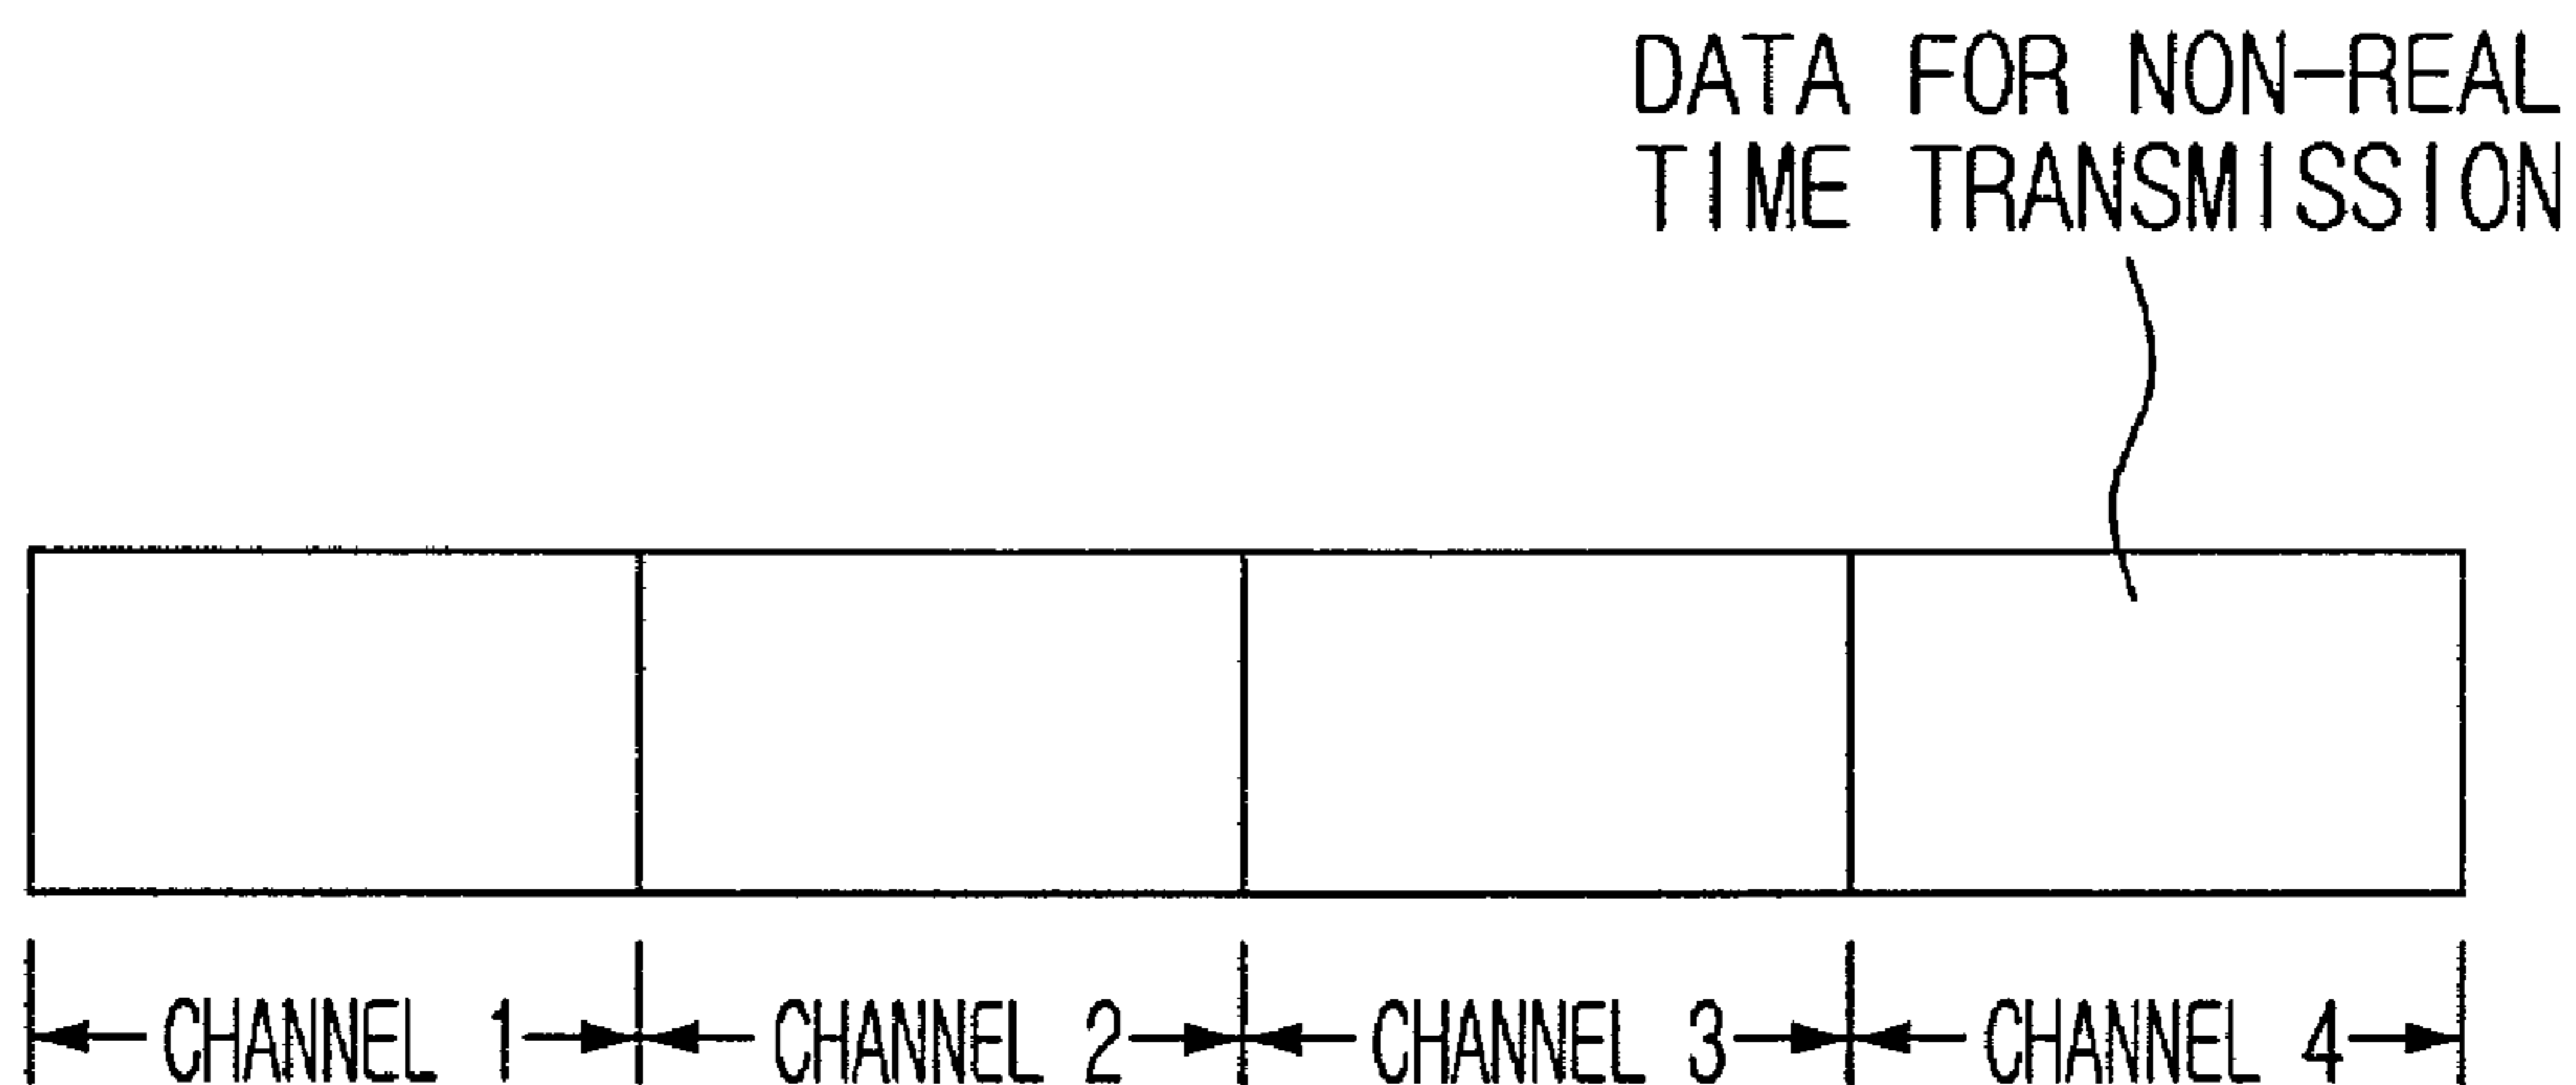 DATA FOR NON-REAL
TIME TRANSMISSION
CHANNEL 1 CHANNEL 2 CHANNEL 3 CHANNEL 4